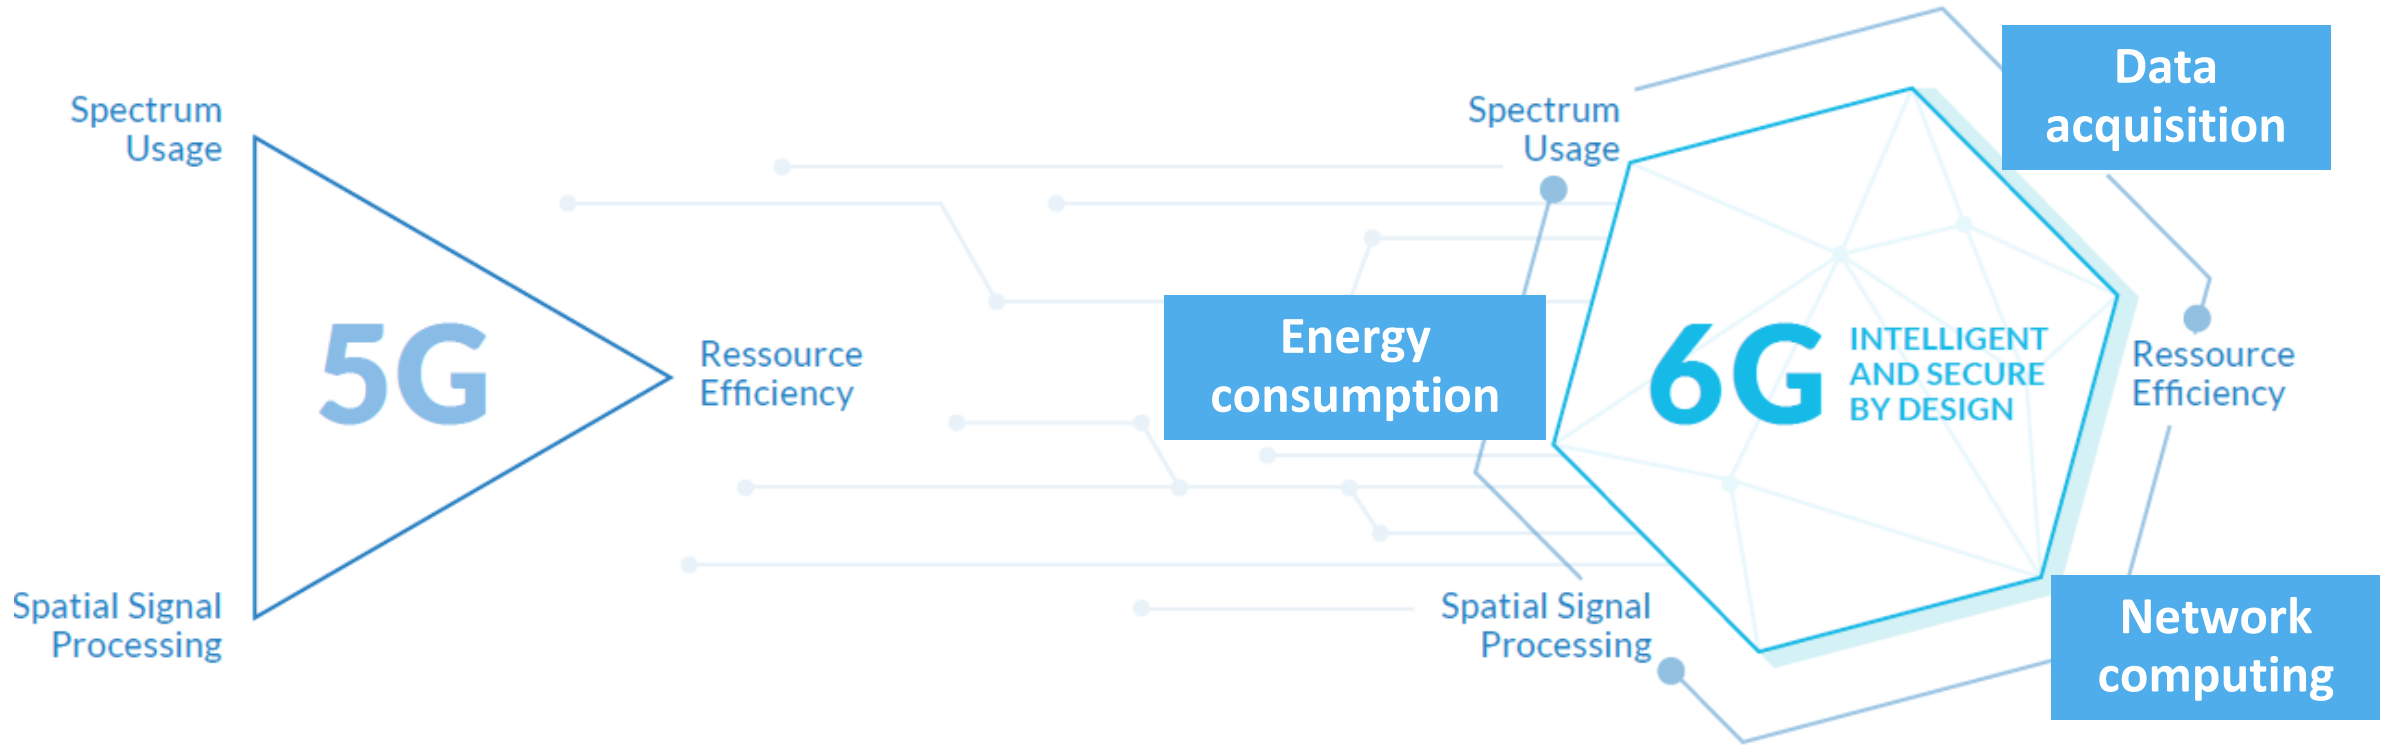 Spectrum
Usage
5G
Ressource
Efficiency
Spatial Signal
Processing
Spectrum
Usage
Data
acquisition
Energy
consumption
6G
INTELLIGENT
AND SECURE
BY DESIGN
Ressource
Efficiency
Spatial Signal
Processing
Network
computing